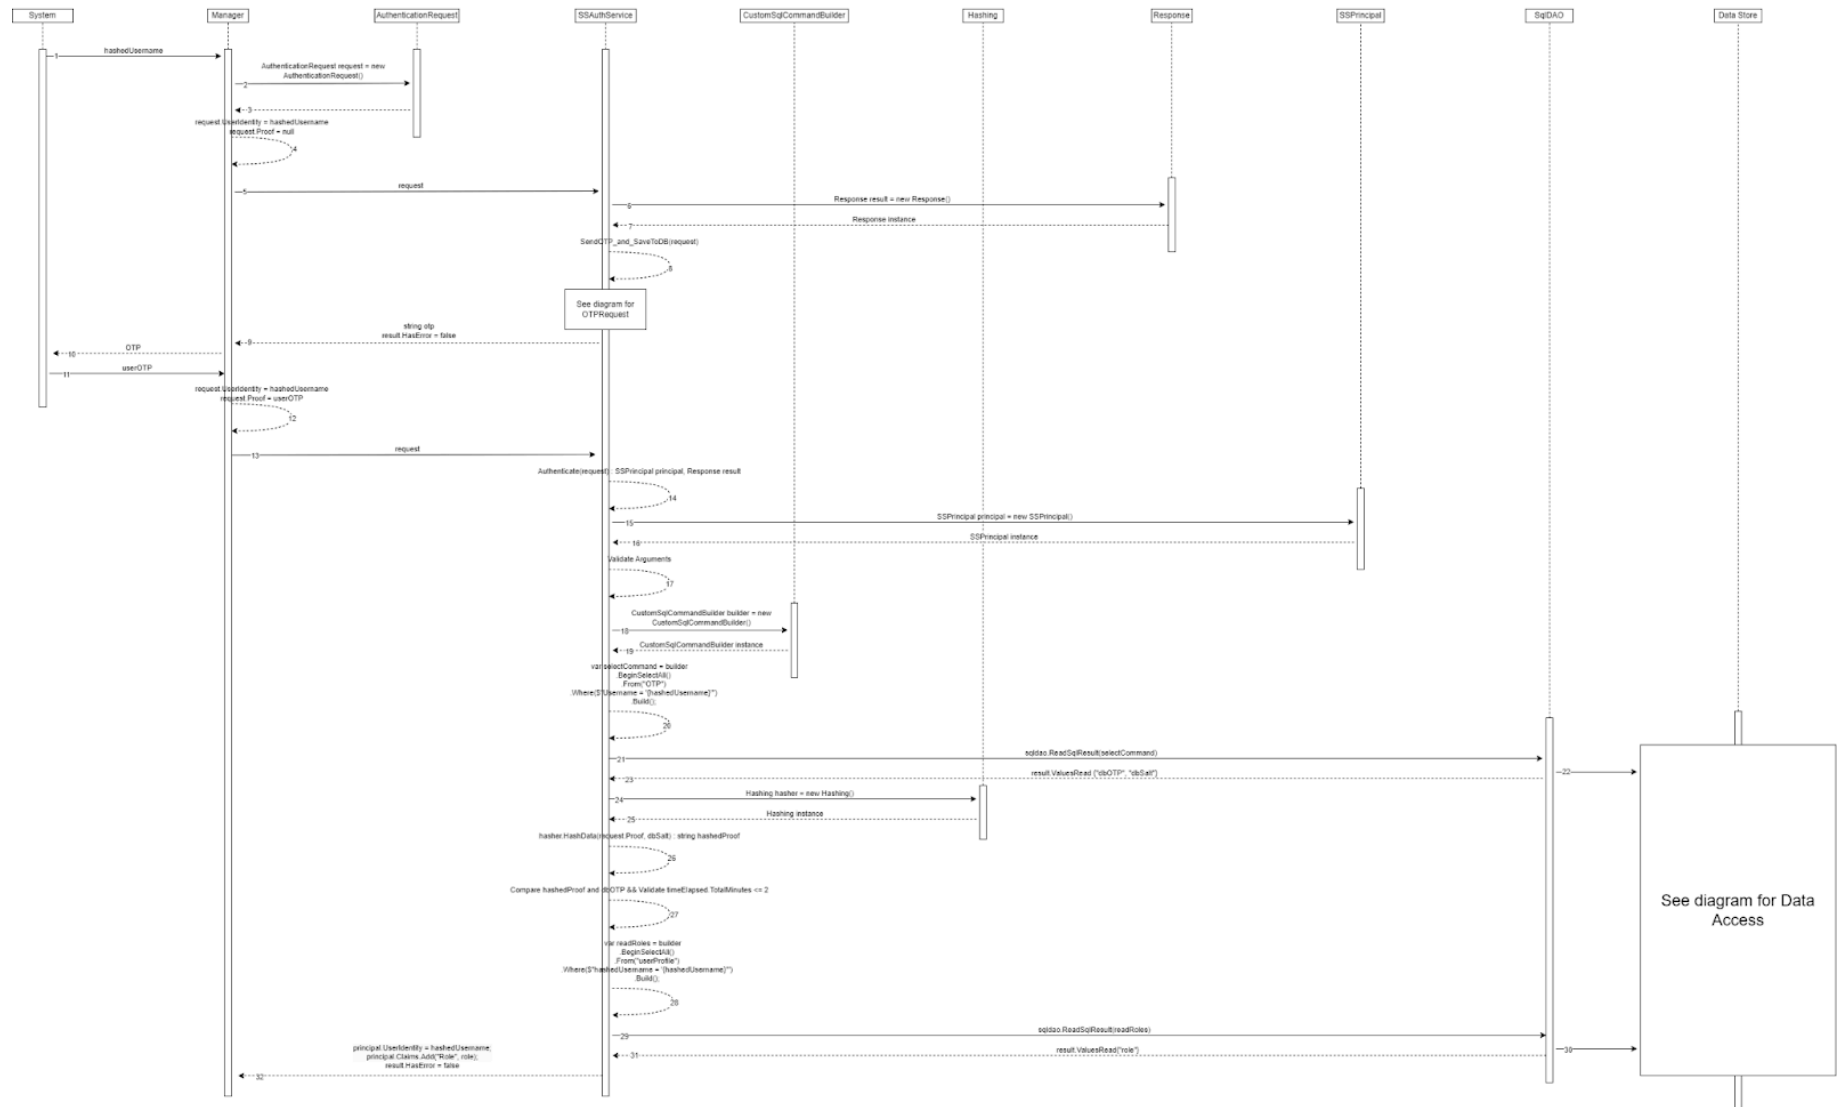 System
Manager
AuthenticationRequest
SSAuthService
CustomSqlCommandBuilder
Hashing
Response
SSPrincipal
SqlDAO
Data Store
1
hashedUsername
AuthenticationRequest request = new
AuthenticationRequest()
2
3
request.UserIdentity = hashedUsername
request.Proof = null
4
5
request
6
Response result = new Response()
7
Response instance
SendOTP_and_SaveToDB(request)
8
See diagram for
OTPRequest
string otp
result.HasError = false
9
10
OTP
11
userOTP
request.UserIdentity = hashedUsername
request.Proof = userOTP
12
13
request
Authenticate(request) : SSPrincipal principal, Response result
14
15
SSPrincipal principal = new SSPrincipal()
16
SSPrincipal instance
Validate Arguments
17
CustomSqlCommandBuilder builder = new
CustomSqlCommandBuilder()
18
19
CustomSqlCommandBuilder instance
var selectCommand = builder
.BeginSelectAll()
.From("OTP")
.Where($"Username = '{hashedUsername}'")
.Build();
20
21
sqldao.ReadSqlResult(selectCommand)
22
23
result.ValuesRead {"dbOTP", "dbSalt"}
24
Hashing hasher = new Hashing()
25
Hashing instance
hasher.HashData(request.Proof, dbSalt) : string hashedProof
26
Compare hashedProof and dbOTP && Validate timeElapsed.TotalMinutes <= 2
27
var readRoles = builder
.BeginSelectAll()
.From("userProfile")
.Where($"hashedUsername = '{hashedUsername}'")
.Build();
28
29
sqldao.ReadSqlResult(readRoles)
30
31
result.ValuesRead{"role"}
principal.UserIdentity = hashedUsername;
principal.Claims.Add("Role", role);
result.HasError = false
32
See diagram for Data
Access